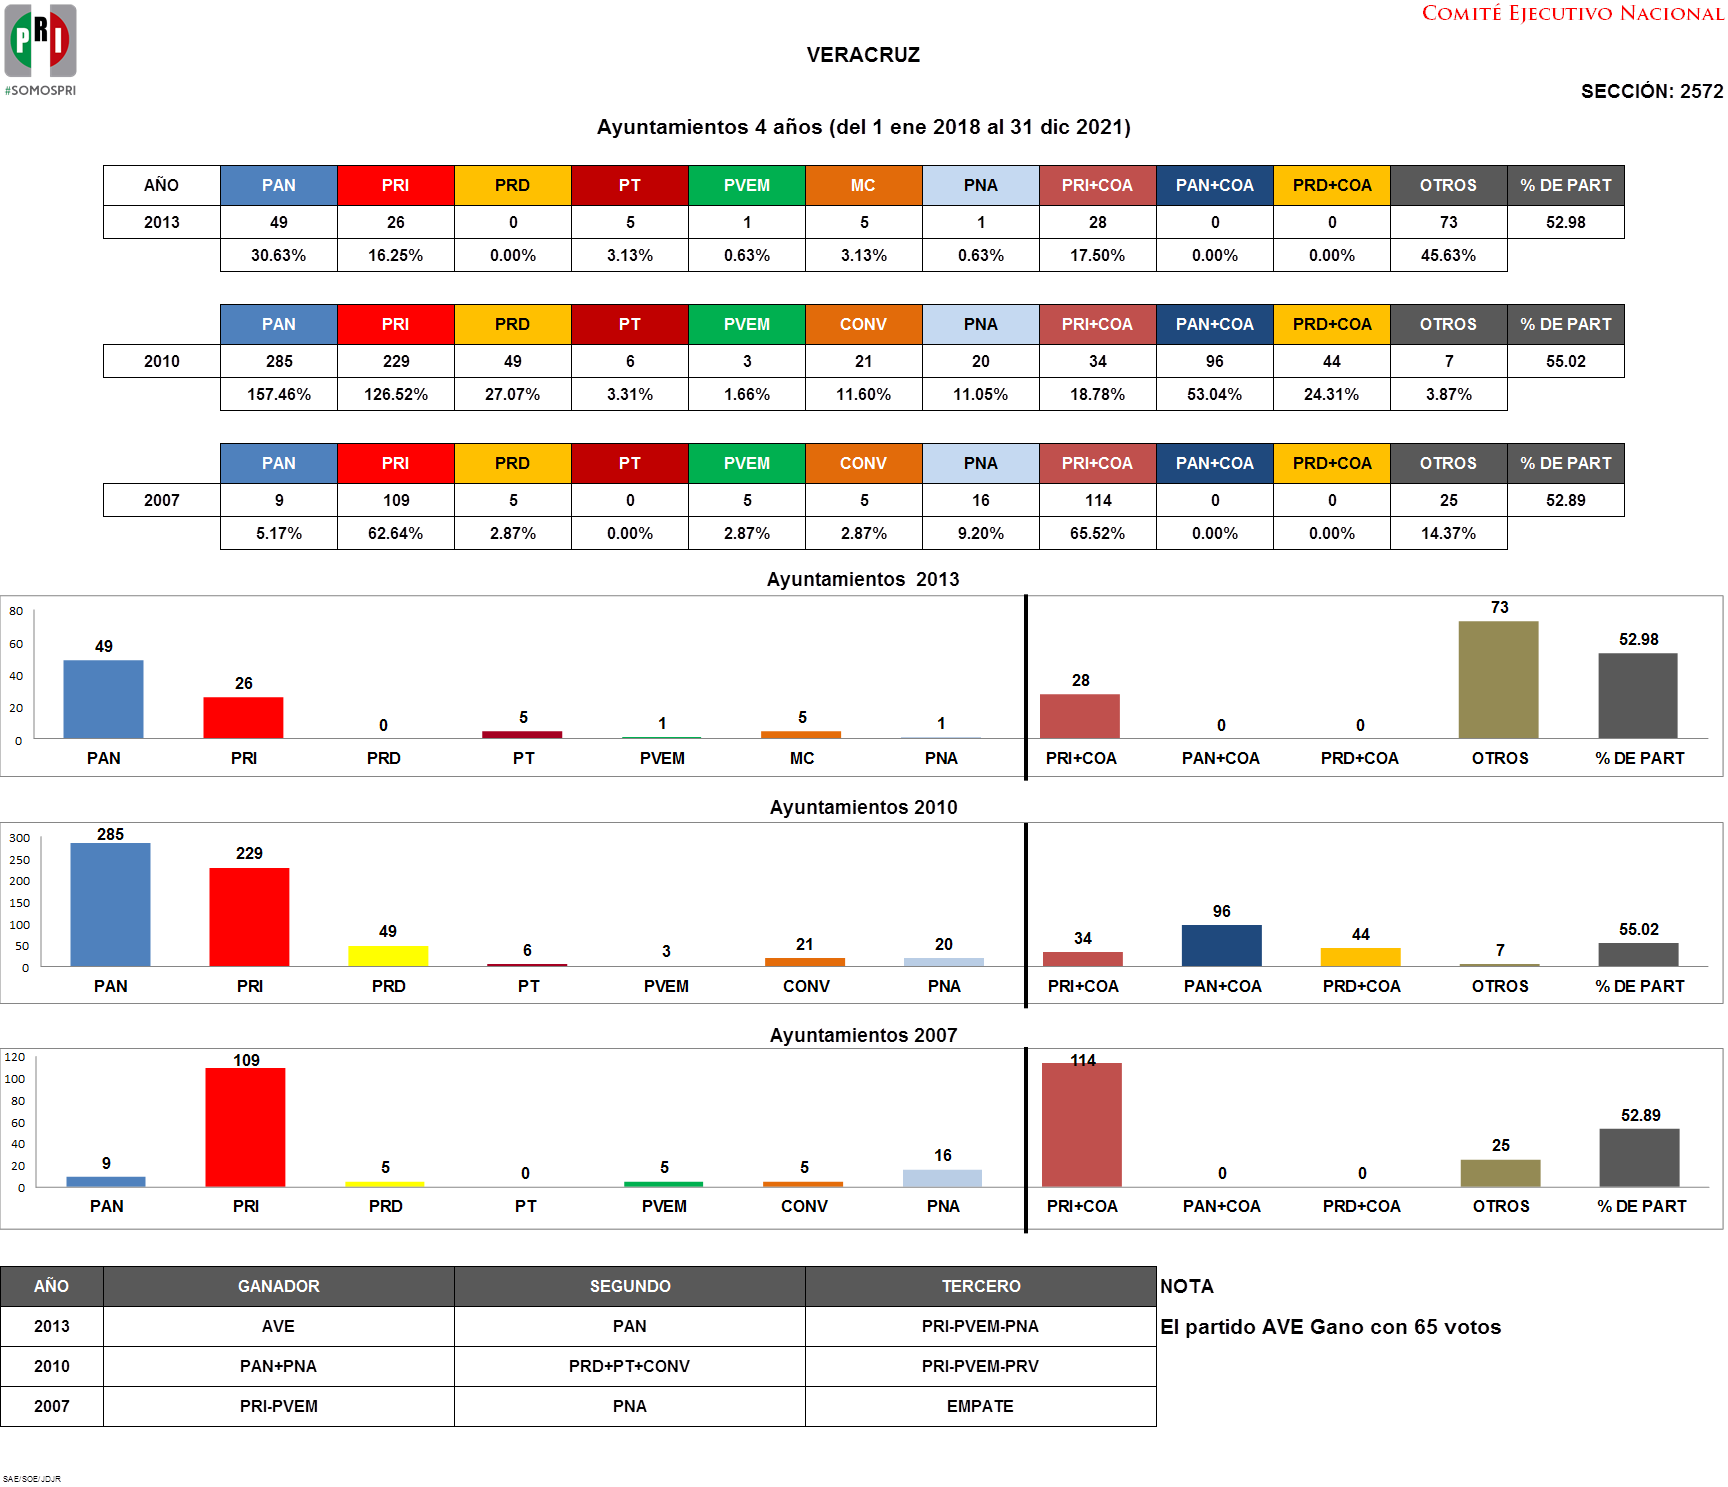 COMITÉ EJECUTIVO NACIONAL
PRI
#SOMOSPRI
VERACRUZ
SECCIÓN: 2572
Ayuntamientos 4 años (del 1 ene 2018 al 31 dic 2021)
AÑO PAN PRI PRD PT PVEM MC PNA PRI+COA PAN+COA PRD+COA OTROS % DE PART
2013 49 26 0 5 1 5 1 28 0 0 73 52.98
30.63% 16.25% 0.00% 3.13% 0.63% 3.13% 0.63% 17.50% 0.00% 0.00% 45.63%
PAN PRI PRD PT PVEM CONV PNA PRI+COA PAN+COA PRD+COA OTROS % DE PART
2010 285 229 49 6 3 21 20 34 96 44 7 55.02
157.46% 126.52% 27.07% 3.31% 1.66% 11.60% 11.05% 18.78% 53.04% 24.31% 3.87%
PAN PRI PRD PT PVEM CONV PNA PRI+COA PAN+COA PRD+COA OTROS % DE PART
2007 9 109 5 0 5 5 16 114 0 0 25 52.89
5.17% 62.64% 2.87% 0.00% 2.87% 2.87% 9.20% 65.52% 0.00% 0.00% 14.37%
Ayuntamientos 2013
80
60
40
20
0
49 26 0 5 1 5 1 28 0 0 73 52.98
PAN PRI PRD PT PVEM MC PNA PRI+COA PAN+COA PRD+COA OTROS % DE PART
Ayuntamientos 2010
300
250
200
150
100
50
0
285 229 49 6 3 21 20 34 96 44 7 55.02
PAN PRI PRD PT PVEM CONV PNA PRI+COA PAN+COA PRD+COA OTROS % DE PART
Ayuntamientos 2007
120
100
80
60
40
20
0
9 109 5 0 5 5 16 114 0 0 25 52.89
PAN PRI PRD PT PVEM CONV PNA PRI+COA PAN+COA PRD+COA OTROS % DE PART
AÑO GANADOR SEGUNDO TERCERO NOTA
2013 AVE PAN PRI-PVEM-PNA El partido AVE Gano con 65 votos
2010 PAN+PNA PRD+PT+CONV PRI-PVEM-PRV
2007 PRI-PVEM PNA EMPATE
SAE/SOE/JDJR